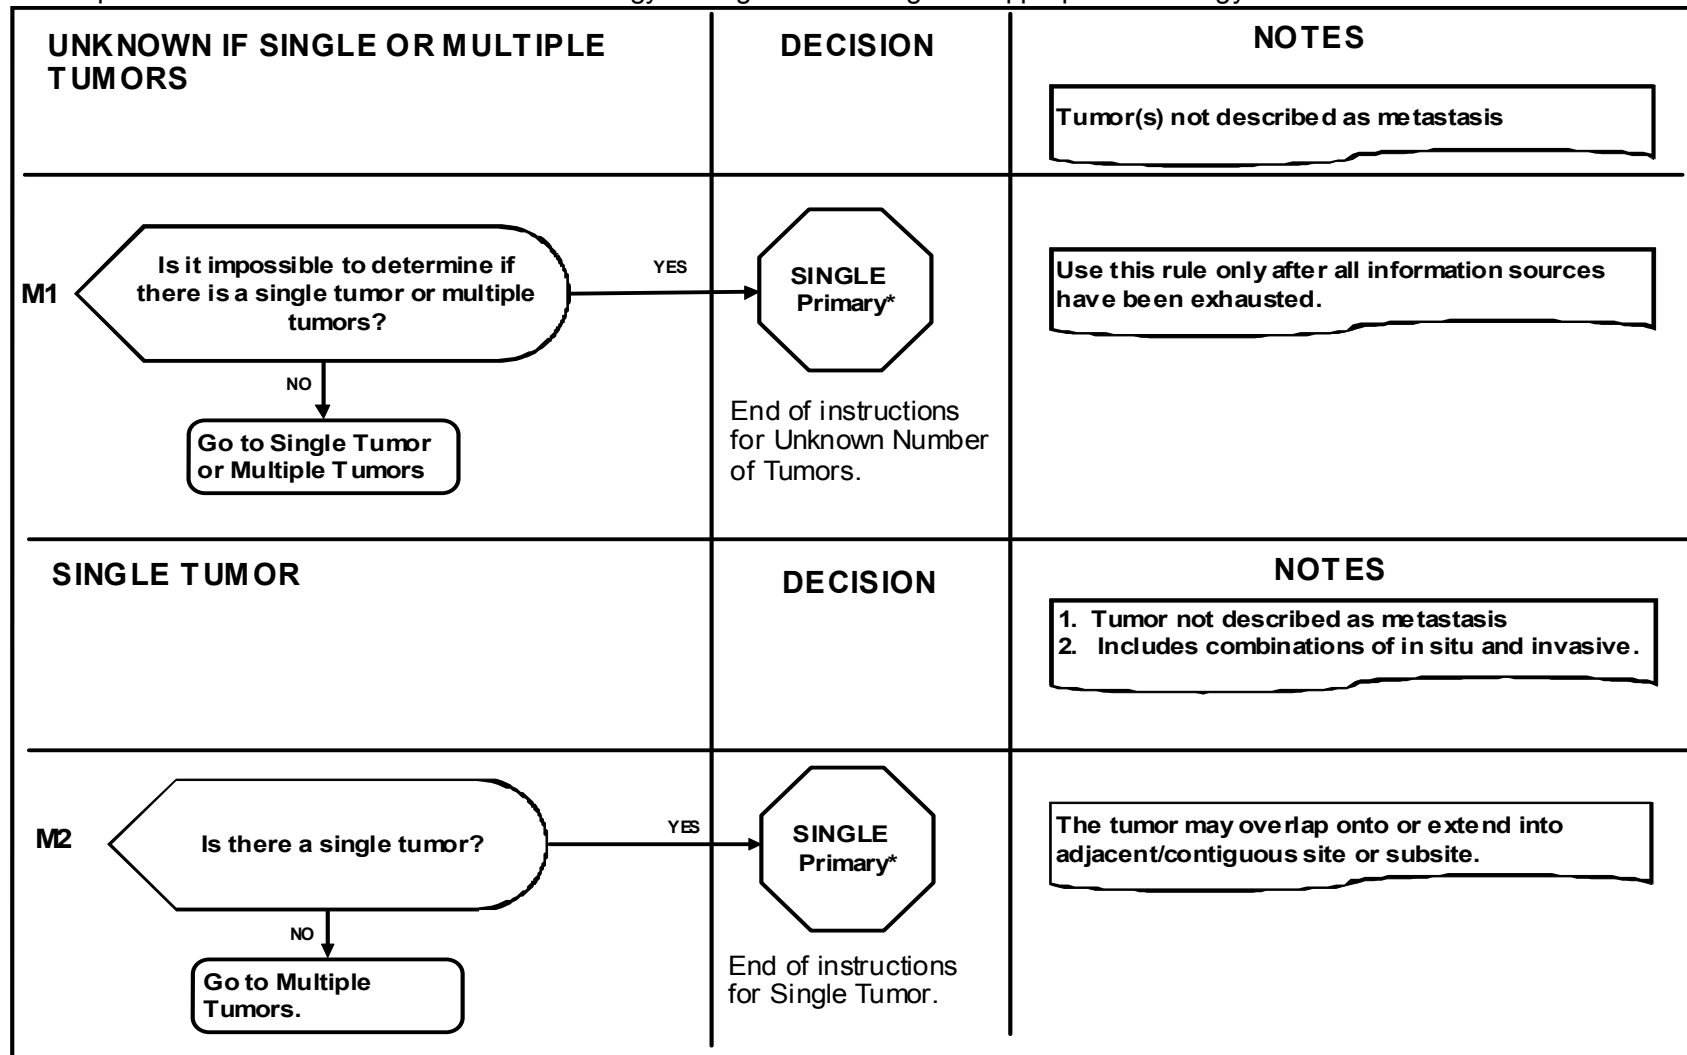 UNKNOWN IF SINGLE OR MULTIPLE
TUMORS
DECISION
NOTES
Tumor(s) not described as metastasis
M1
Is it impossible to determine if
there is a single tumor or multiple
tumors?
YES
SINGLE
Primary*
Use this rule only after all information sources
have been exhausted.
NO
Go to Single Tumor
or Multiple Tumors
End of instructions
for Unknown Number
of Tumors.
SINGLE TUMOR
DECISION
NOTES
1. Tumor not described as metastasis
2. Includes combinations of in situ and invasive.
M2
Is there a single tumor?
YES
SINGLE
Primary*
The tumor may overlap onto or extend into
adjacent/contiguous site or subsite.
NO
Go to Multiple
Tumors.
End of instructions
for Single Tumor.